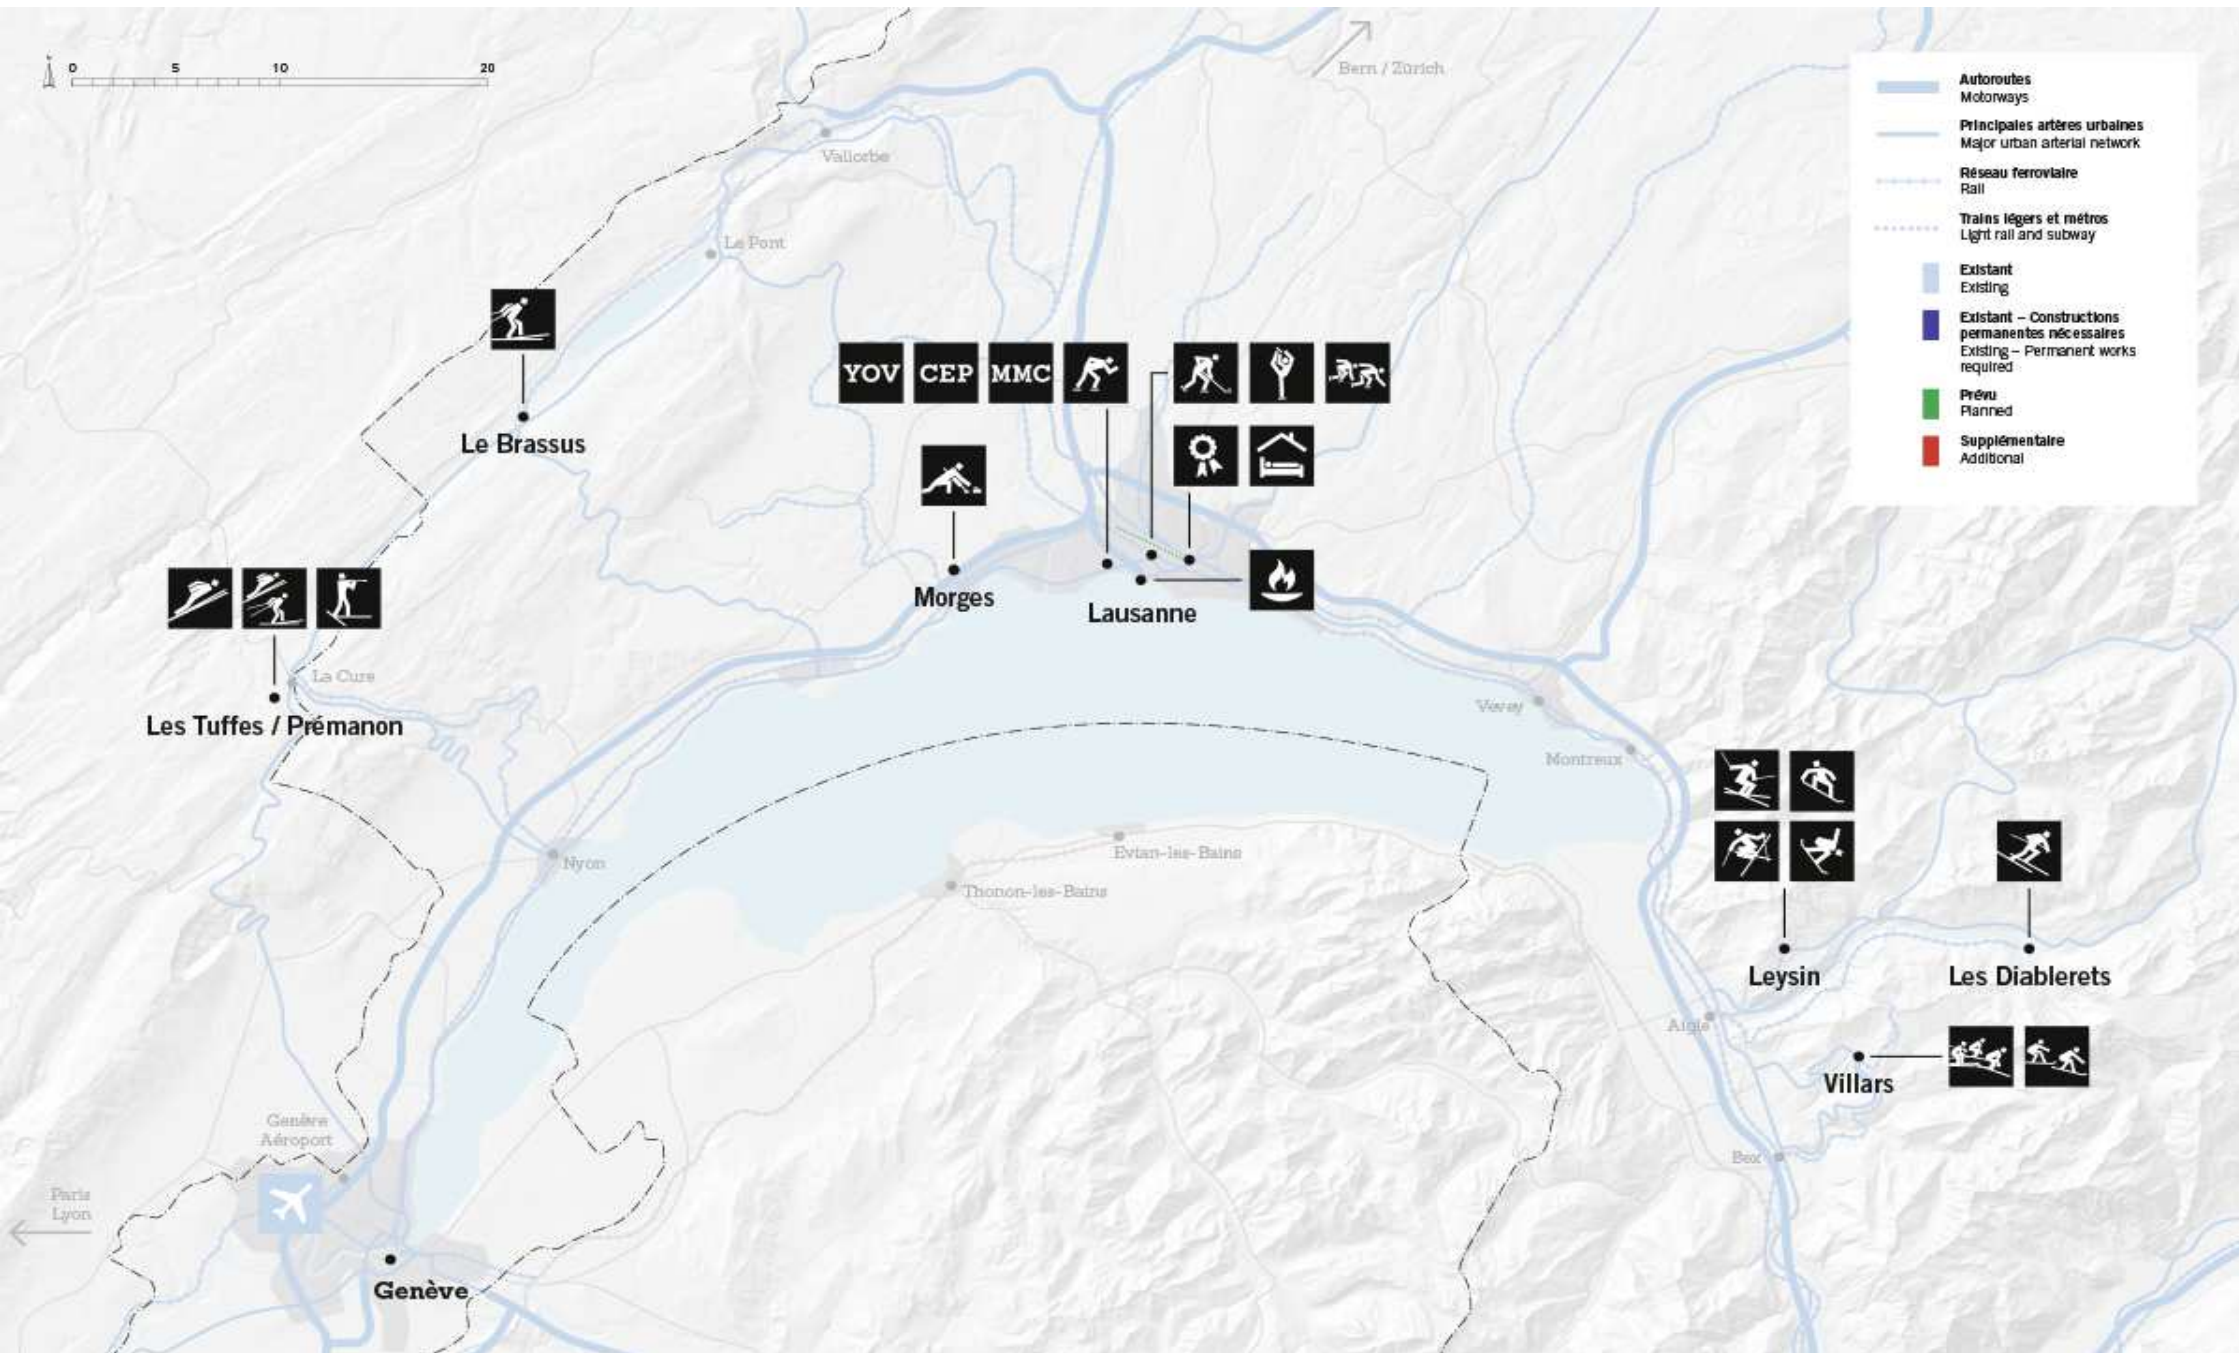 0 5 10 20
Bern / Zürich
Autoroutes
Motorways
Principales artères urbaines
Major urban arterial network
Réseau ferroviaire
Rail
Trains légers et métros
Light rail and subway
Existant
Existing
Existant – Constructions
permanentes nécessaires
Existing – Permanent works
required
Prévu
Planned
Supplémentaire
Additional
Vallorbe
Le Pont
YOV CEP MMC
Le Brassus
Morges
Lausanne
La Cure
Les Tuffes / Prémanon
Vevey
Montreux
Nyon
Evian-les-Bains
Thonon-les-Bains
Leysin
Les Diablerets
Aigle
Villars
Genève
Aéroport
Bex
Paris
Lyon
Genève